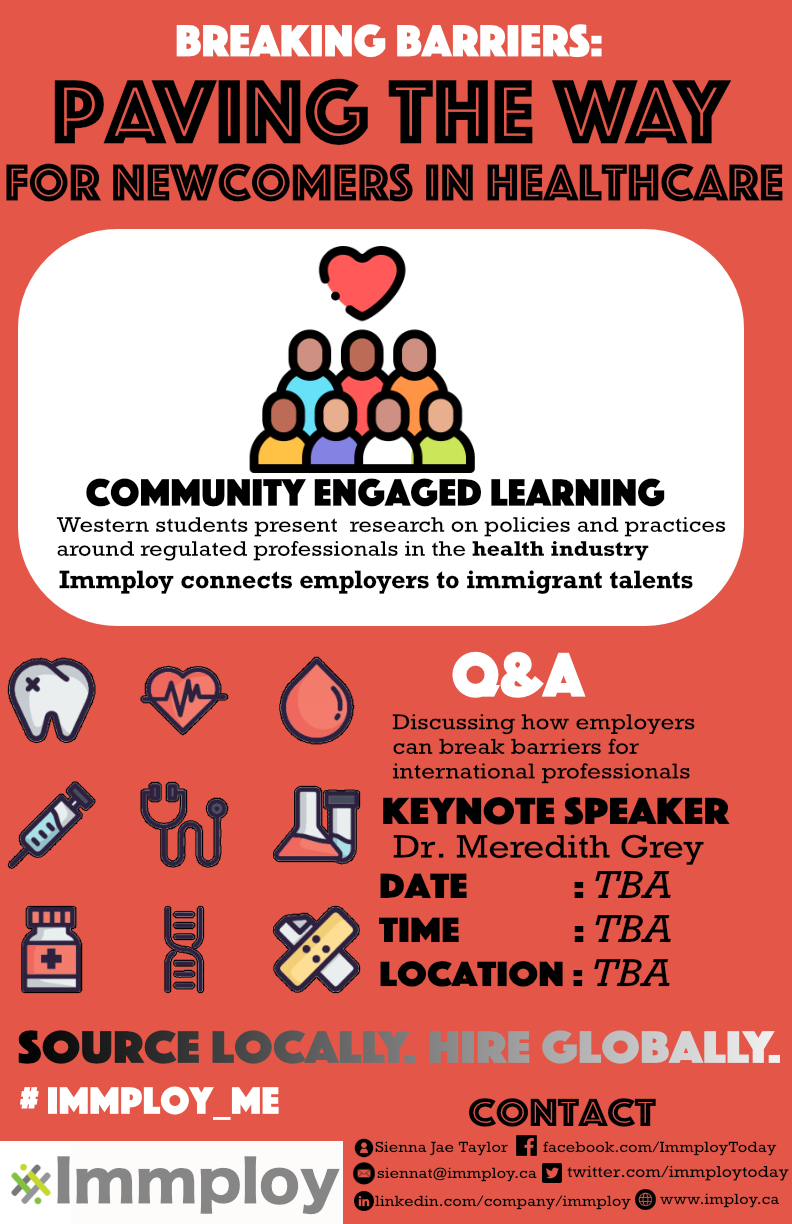 BREAKING BARRIERS:
PAVING THE WAY
FOR NEWCOMERS IN HEALTHCARE
COMMUNITY ENGAGED LEARNING
Western students present research on policies and practices
around regulated professionals in the health industry
Immploy connects employers to immigrant talents
Q&A
Discussing how employers
can break barriers for
international professionals
KEYNOTE SPEAKER
Dr. Meredith Grey
DATE : TBA
TIME : TBA
LOCATION : TBA
SOURCE LOCALLY. HIRE GLOBALLY.
# IMMPLOY_ME
CONTACT
Sienna Jae Taylor facebook.com/ImmployToday
siennat@immploy.ca twitter.com/immploytoday
linkedin.com/company/immploy www.imploy.ca
Immploy